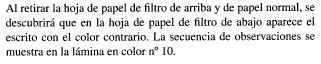 Al retirar la hoja de papel de filtro de arriba y de papel normal, se
descubrirá que en la hoja de papel de filtro de abajo aparece el
escrito con el color contrario. La secuencia de observaciones se
muestra en la lámina en color nº 10.